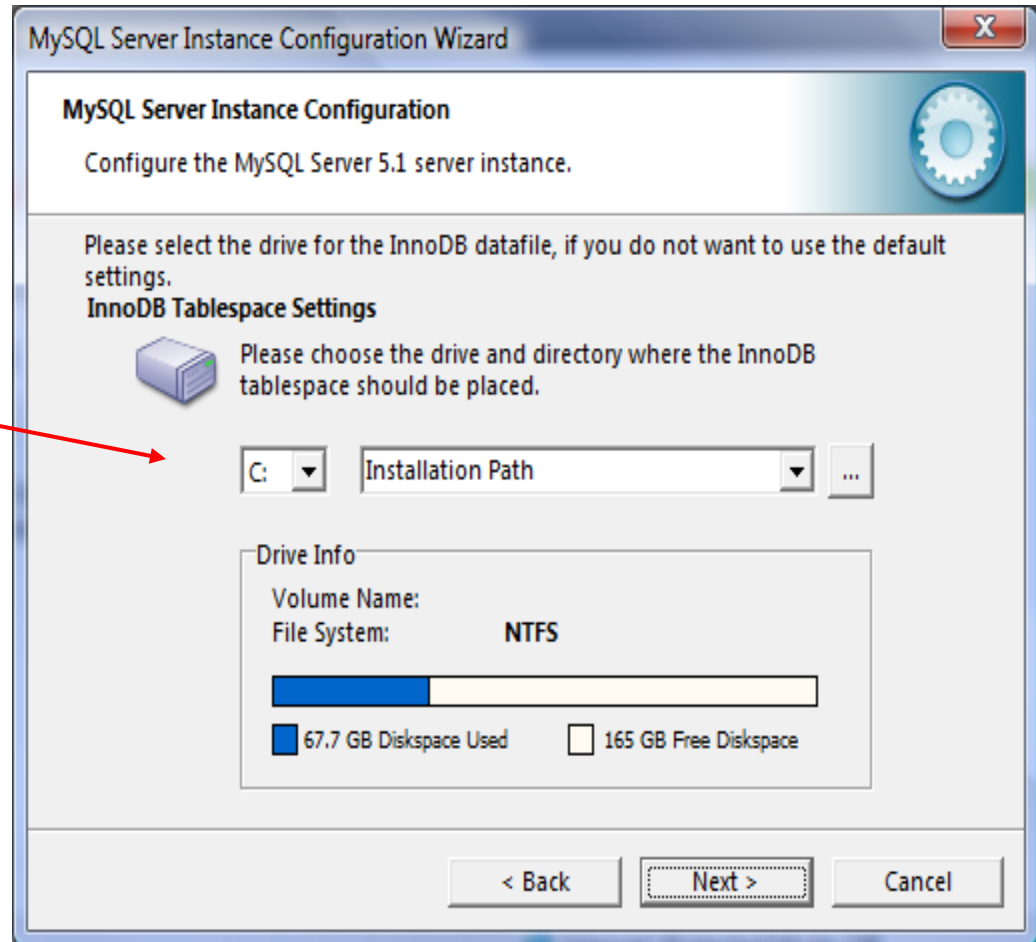 MySQL Server Instance Configuration Wizard
X
MySQL Server Instance Configuration
Configure the MySQL Server 5.1 server instance.
Please select the drive for the InnoDB datafile, if you do not want to use the default
settings.
InnoDB Tablespace Settings
Please choose the drive and directory where the InnoDB
tablespace should be placed.
C: Installation Path ...
Drive Info
Volume Name:
File System: NTFS
67.7 GB Diskspace Used 165 GB Free Diskspace
< Back Next > Cancel